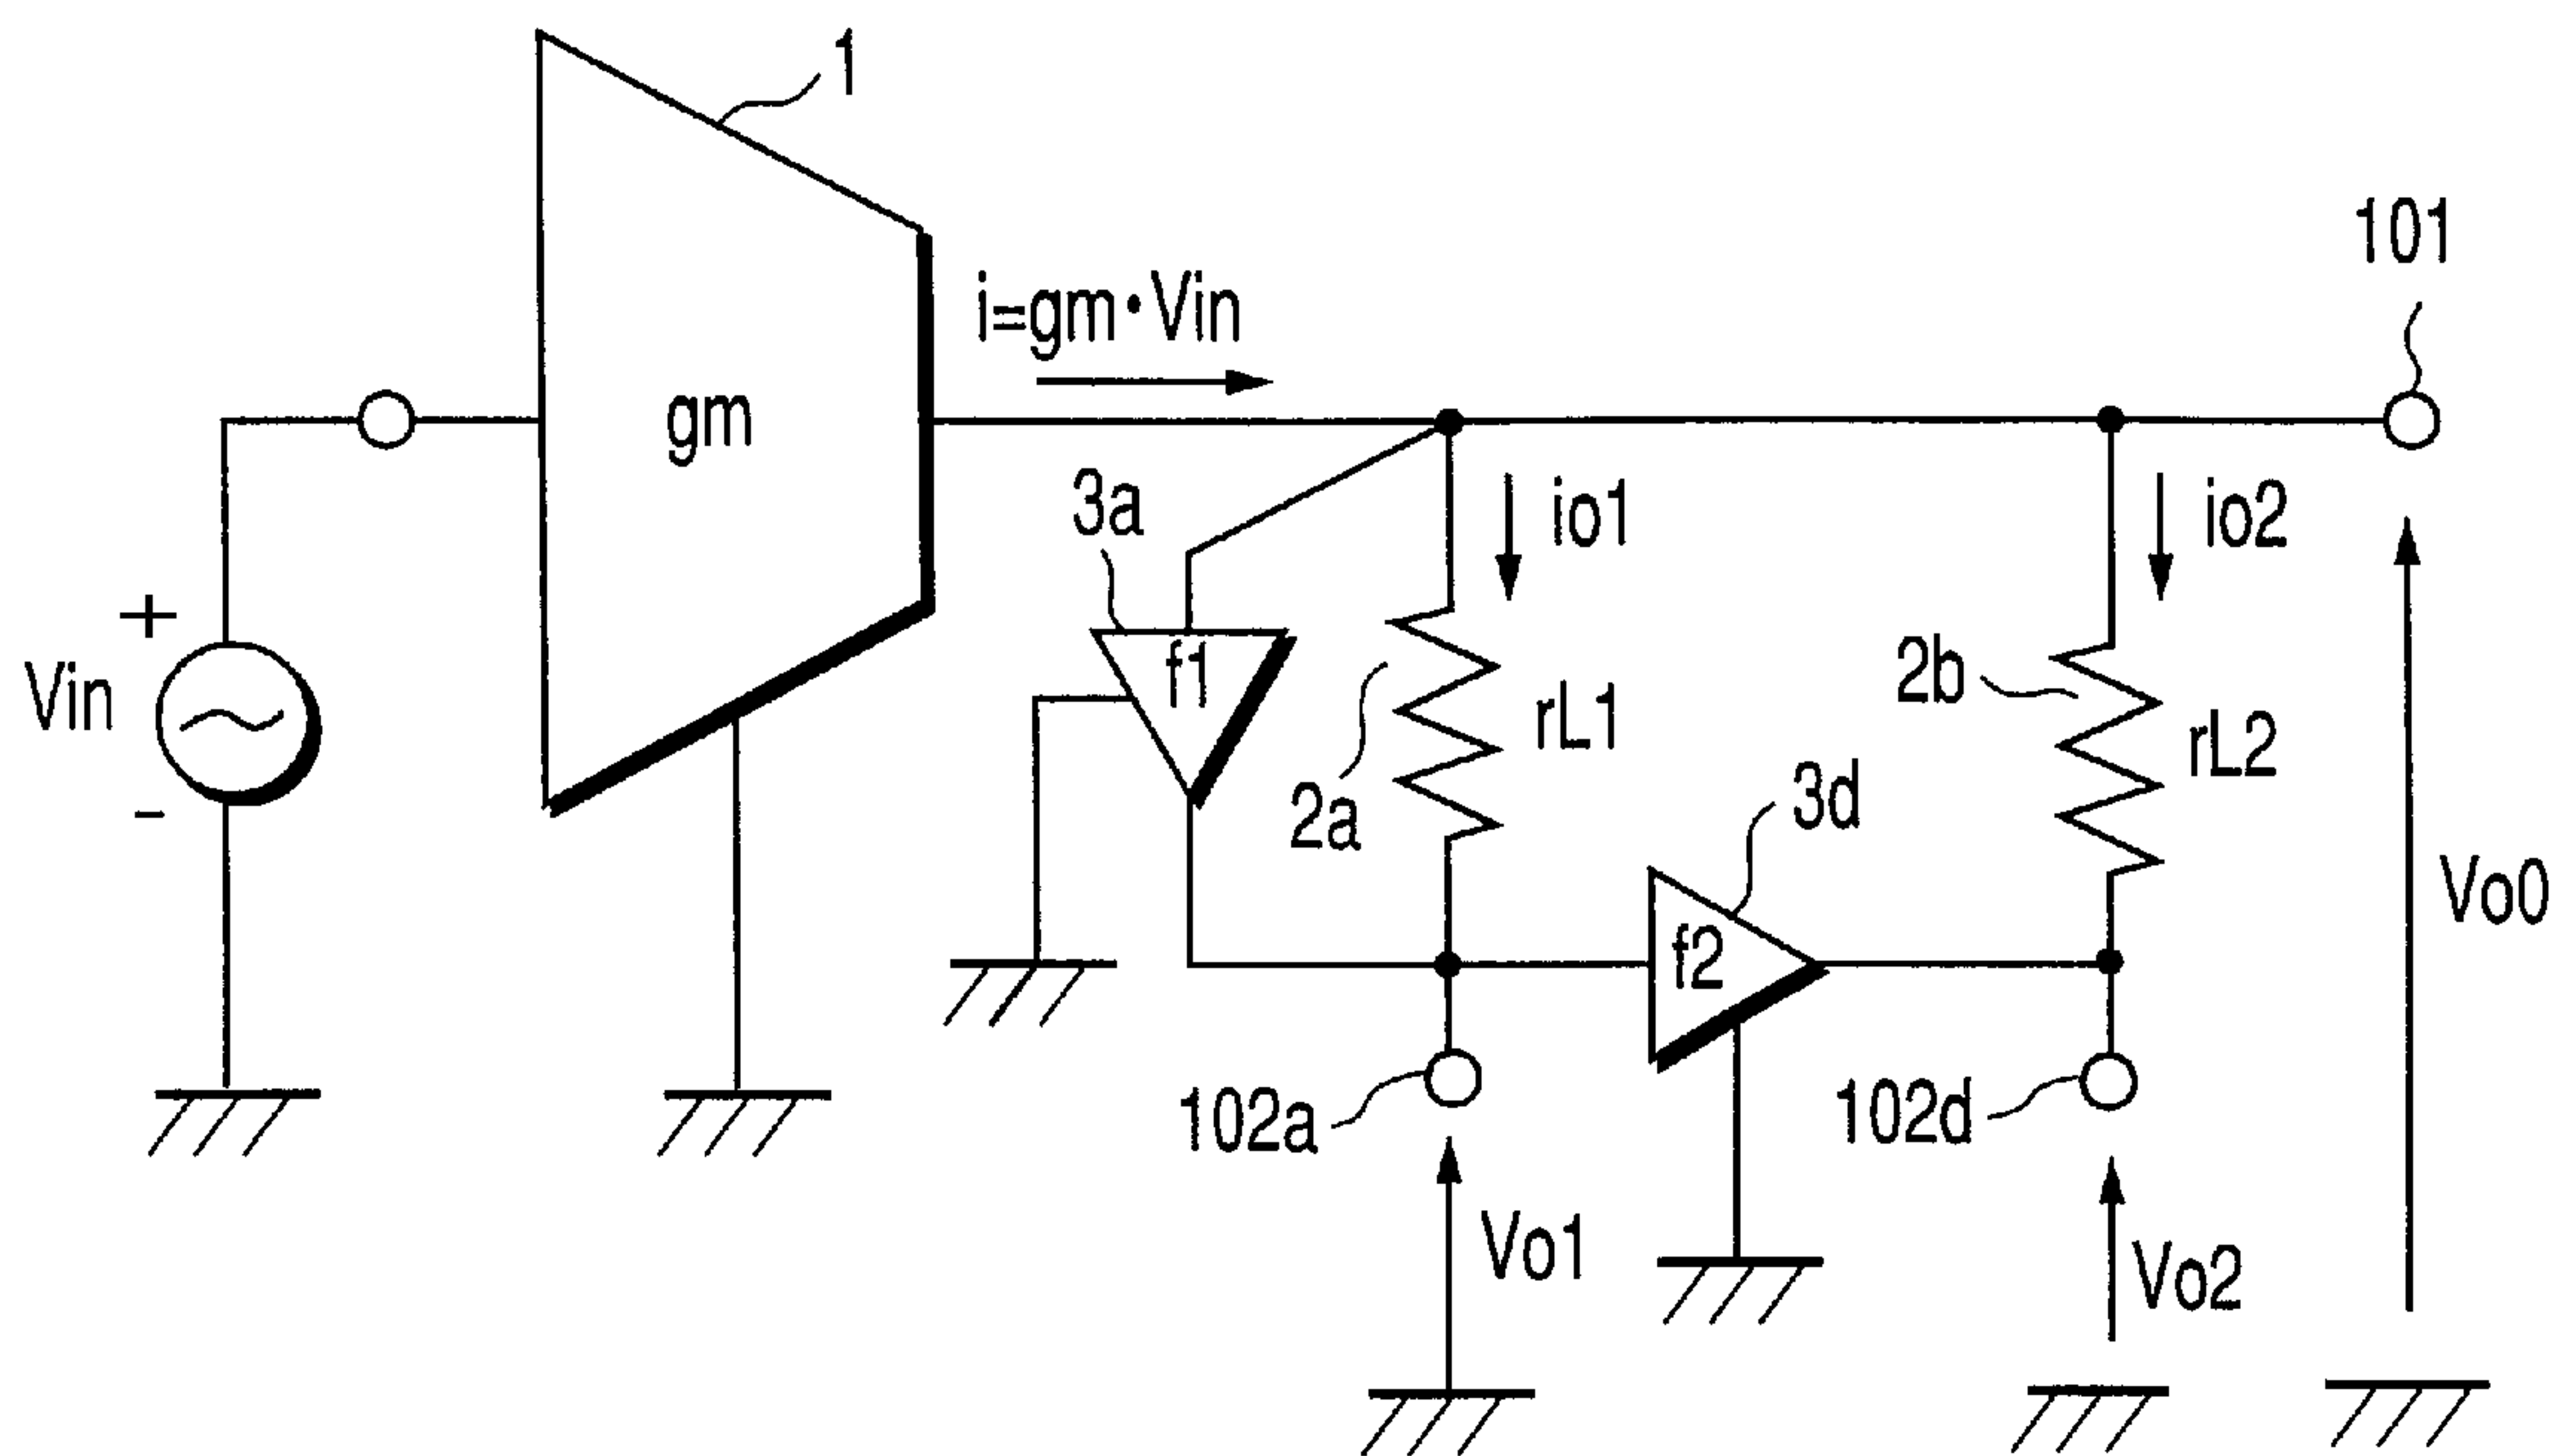 1
101
i=gm·Vin
gm
3a
io1
io2
+
Vin
-
f1
2a
rL1
2b
rL2
3d
f2
Vo0
102a
102d
Vo1
Vo2